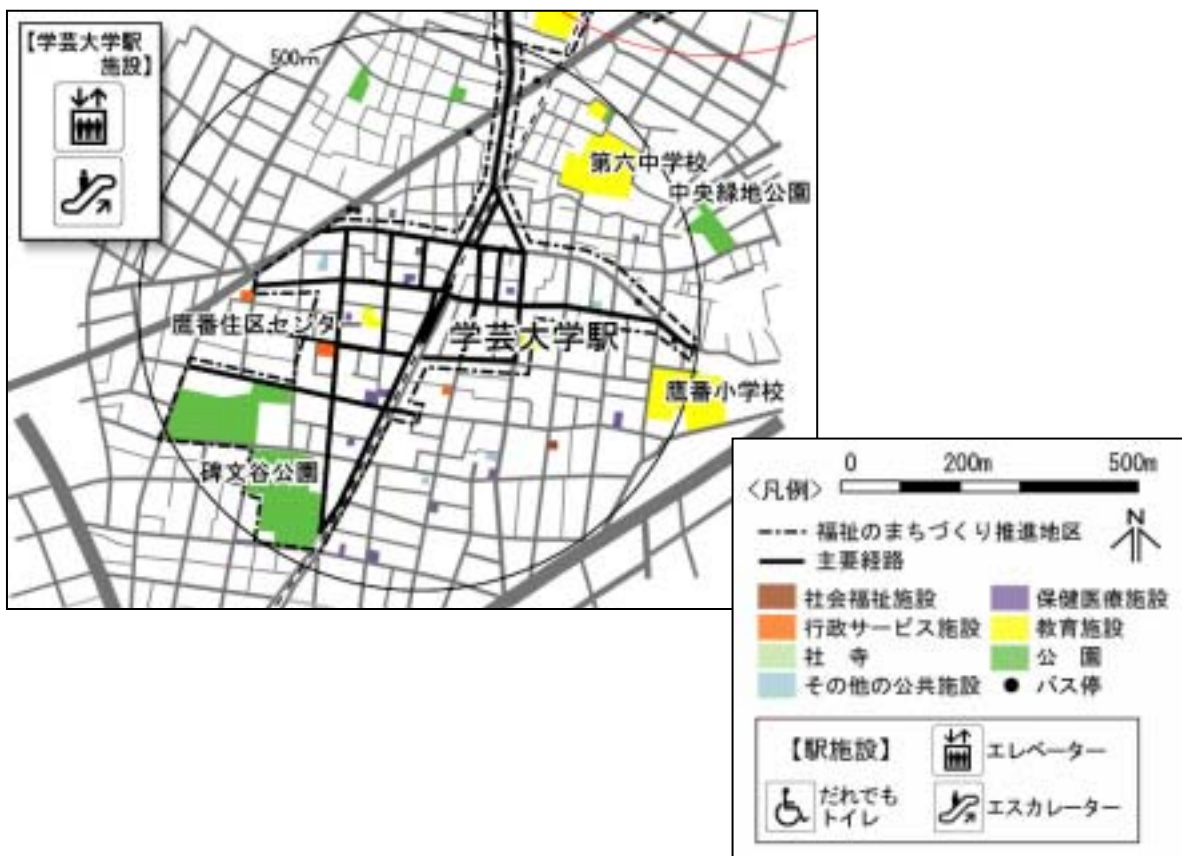 【学芸大学駅
施設】
500m
第六中学校
中央緑地公園
鷹番住区センター
学芸大学駅
鷹番小学校
碑文谷公園
0 200m 500m
<凡例>
N
福祉のまちづくり推進地区
主要経路
社会福祉施設
保健医療施設
行政サービス施設
教育施設
社 寺
公 園
その他の公共施設
バス停
【駅施設】
エレベーター
だれでも
トイレ
エスカレーター